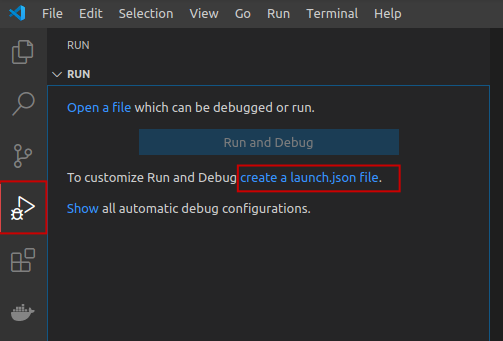 File Edit Selection View Go Run Terminal Help
RUN
RUN
Open a file which can be debugged or run.
Run and Debug
To customize Run and Debug create a launch.json file.
Show all automatic debug configurations.